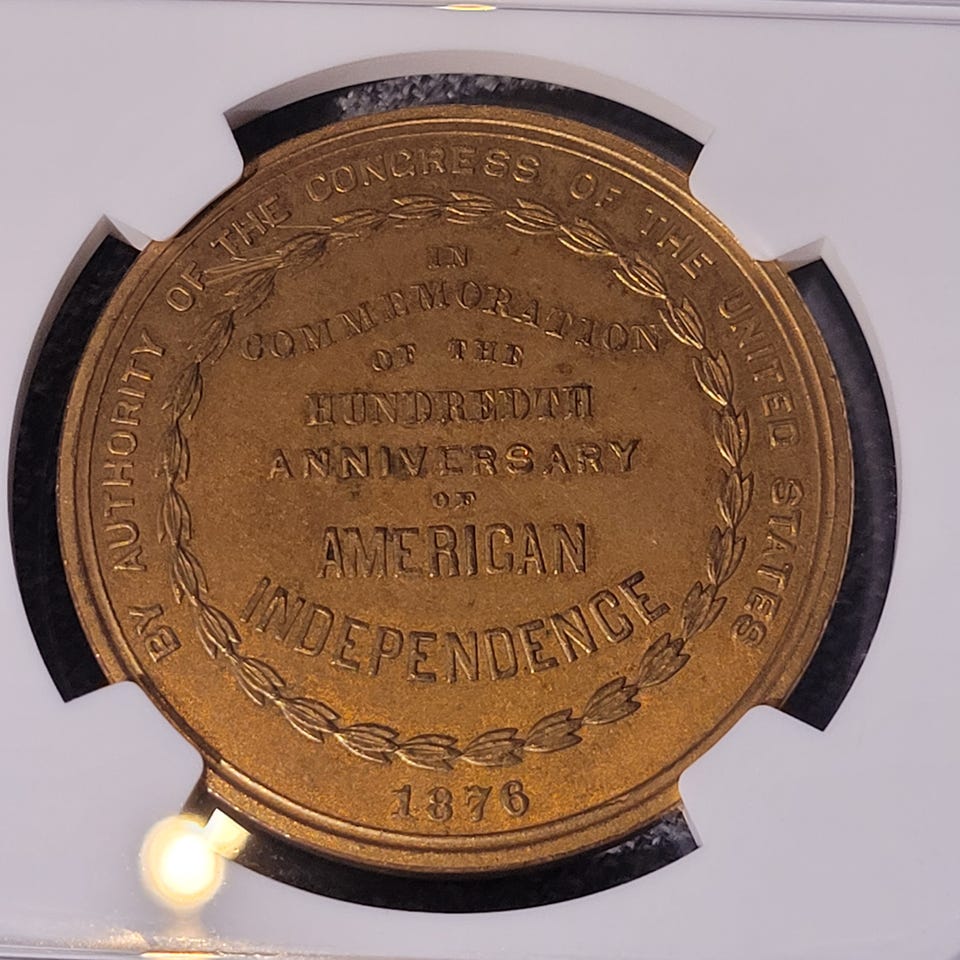 BY AUTHORITY OF THE CONGRESS OF THE UNITED STATES
IN
COMMEMORATION
OF THE
HUNDREDTH
ANNIVERSARY
OF
AMERICAN
INDEPENDENCE
1876